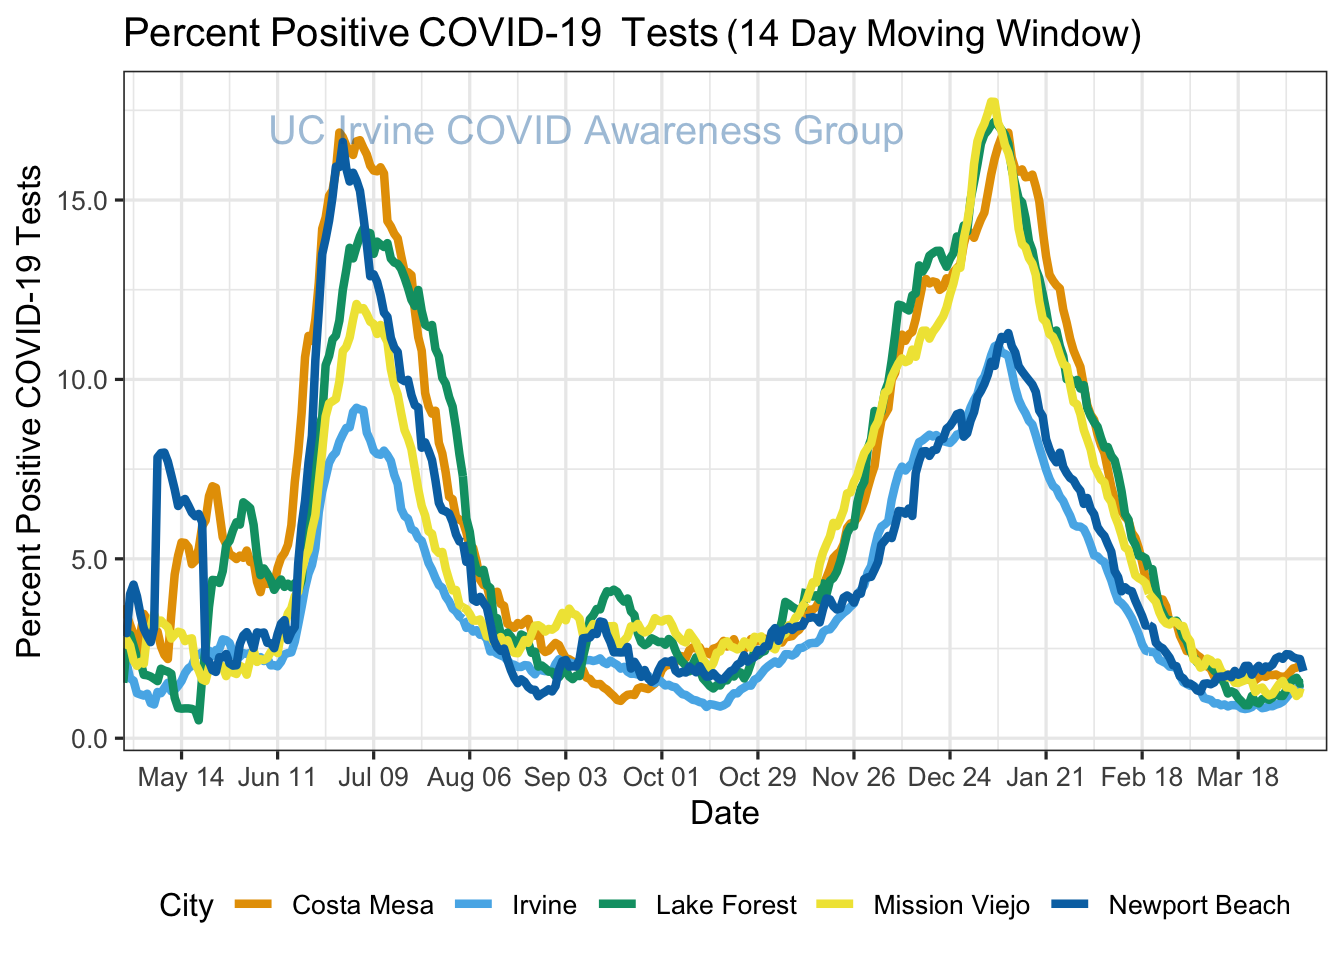 Percent Positive COVID-19 Tests (14 Day Moving Window)
UC Irvine COVID Awareness Group
Percent Positive COVID-19 Tests
15.0
10.0
5.0
0.0
May 14 Jun 11 Jul 09 Aug 06 Sep 03 Oct 01 Oct 29 Nov 26 Dec 24 Jan 21 Feb 18 Mar 18
Date
City Costa Mesa Irvine Lake Forest Mission Viejo Newport Beach